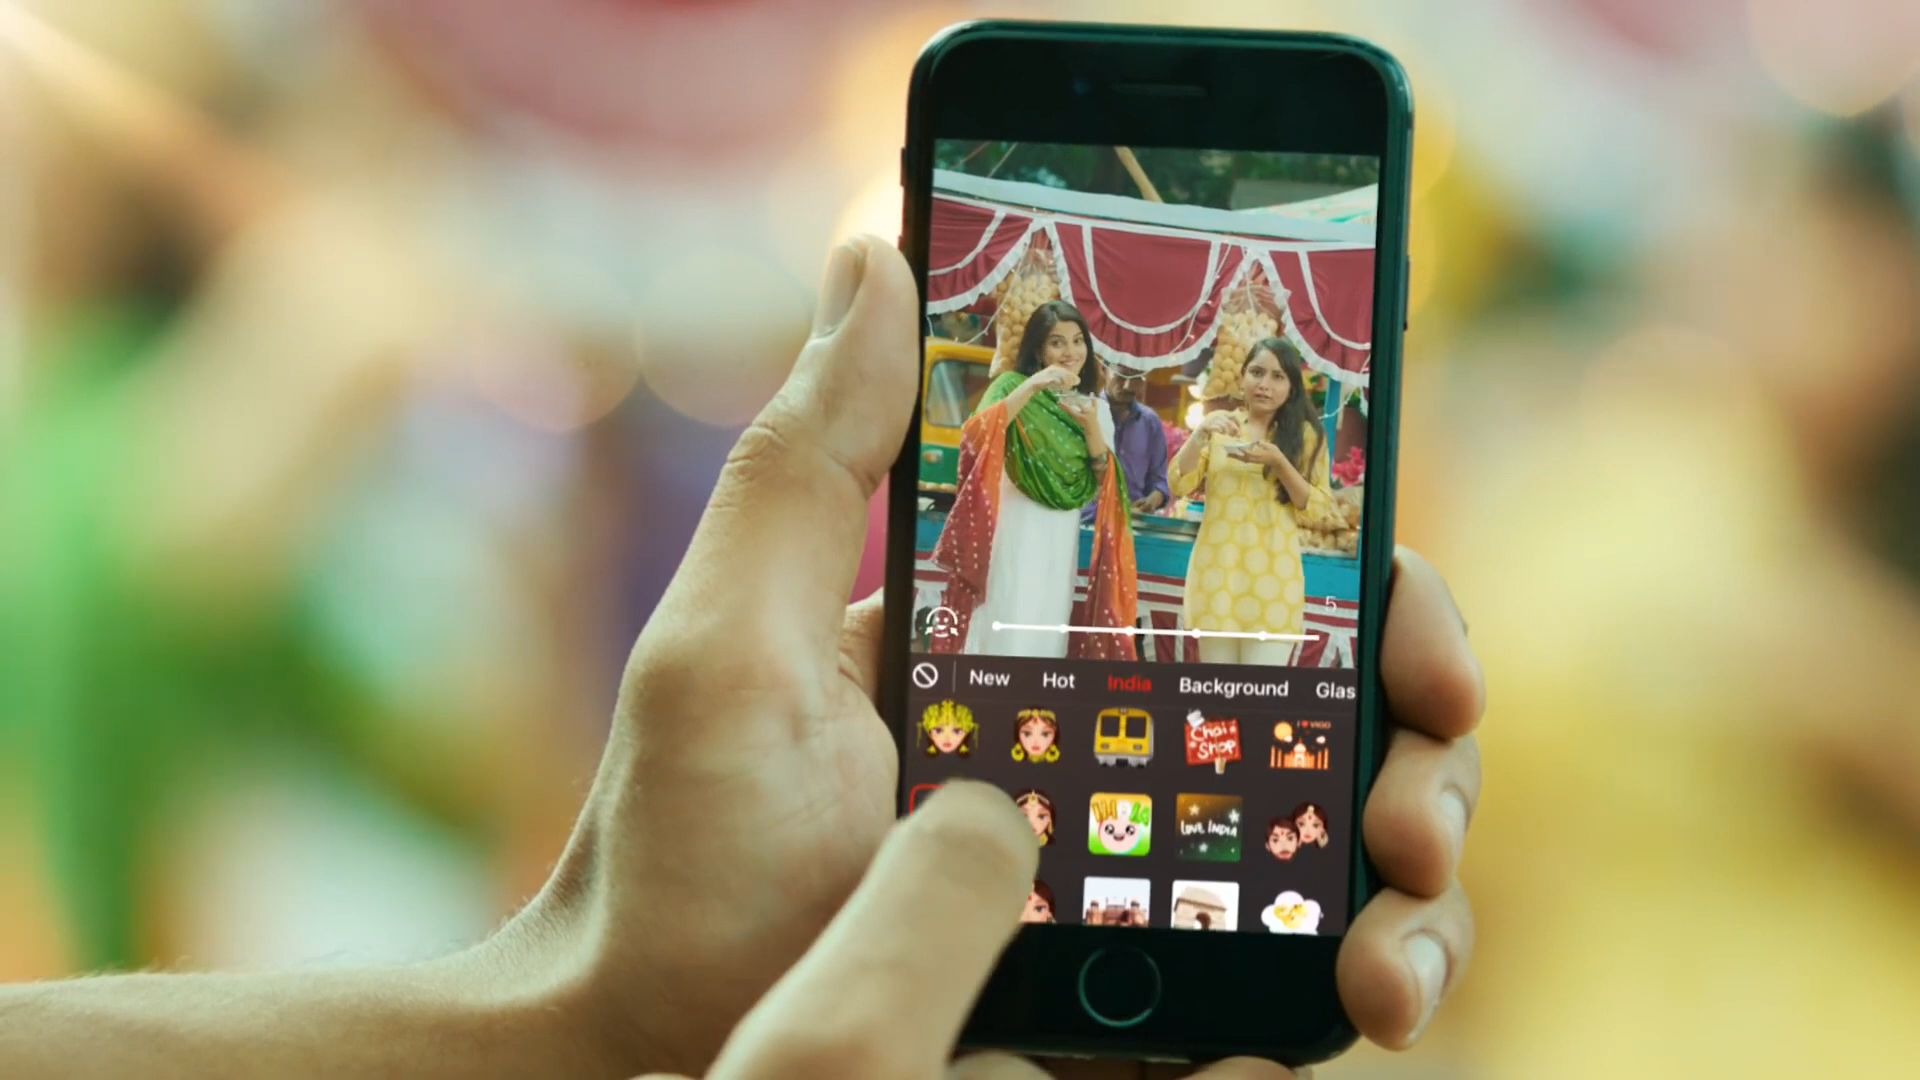 5
New Hot India Background Glas
Chai Shop
I ♥ VIGO
LOVE INDIA